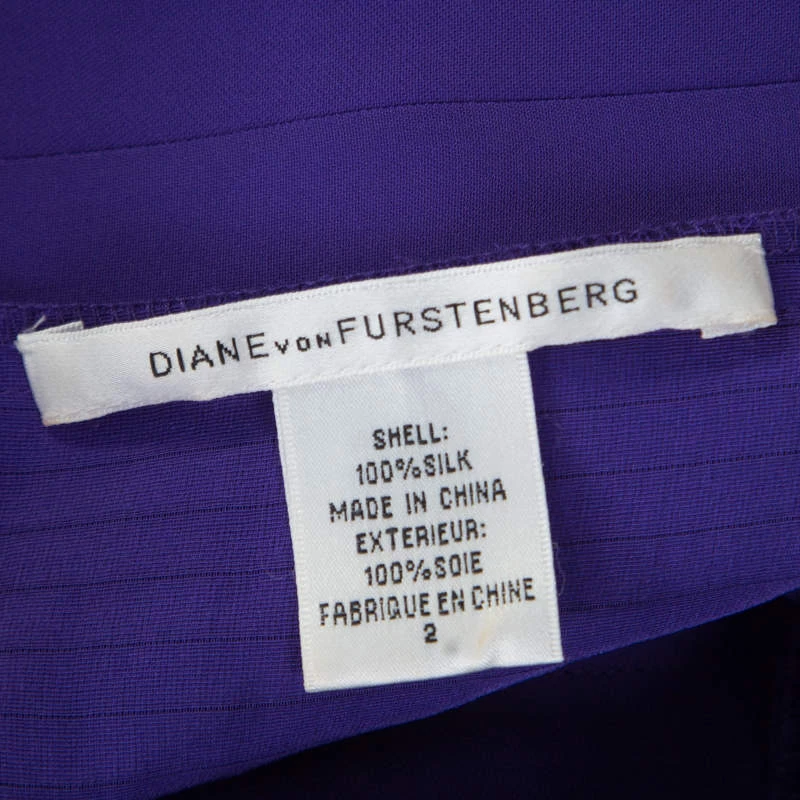 DIANE VON FURSTENBERG
SHELL:
100%SILK
MADE IN CHINA
EXTERIEUR:
100%SOIE
FABRIQUE EN CHINE
2